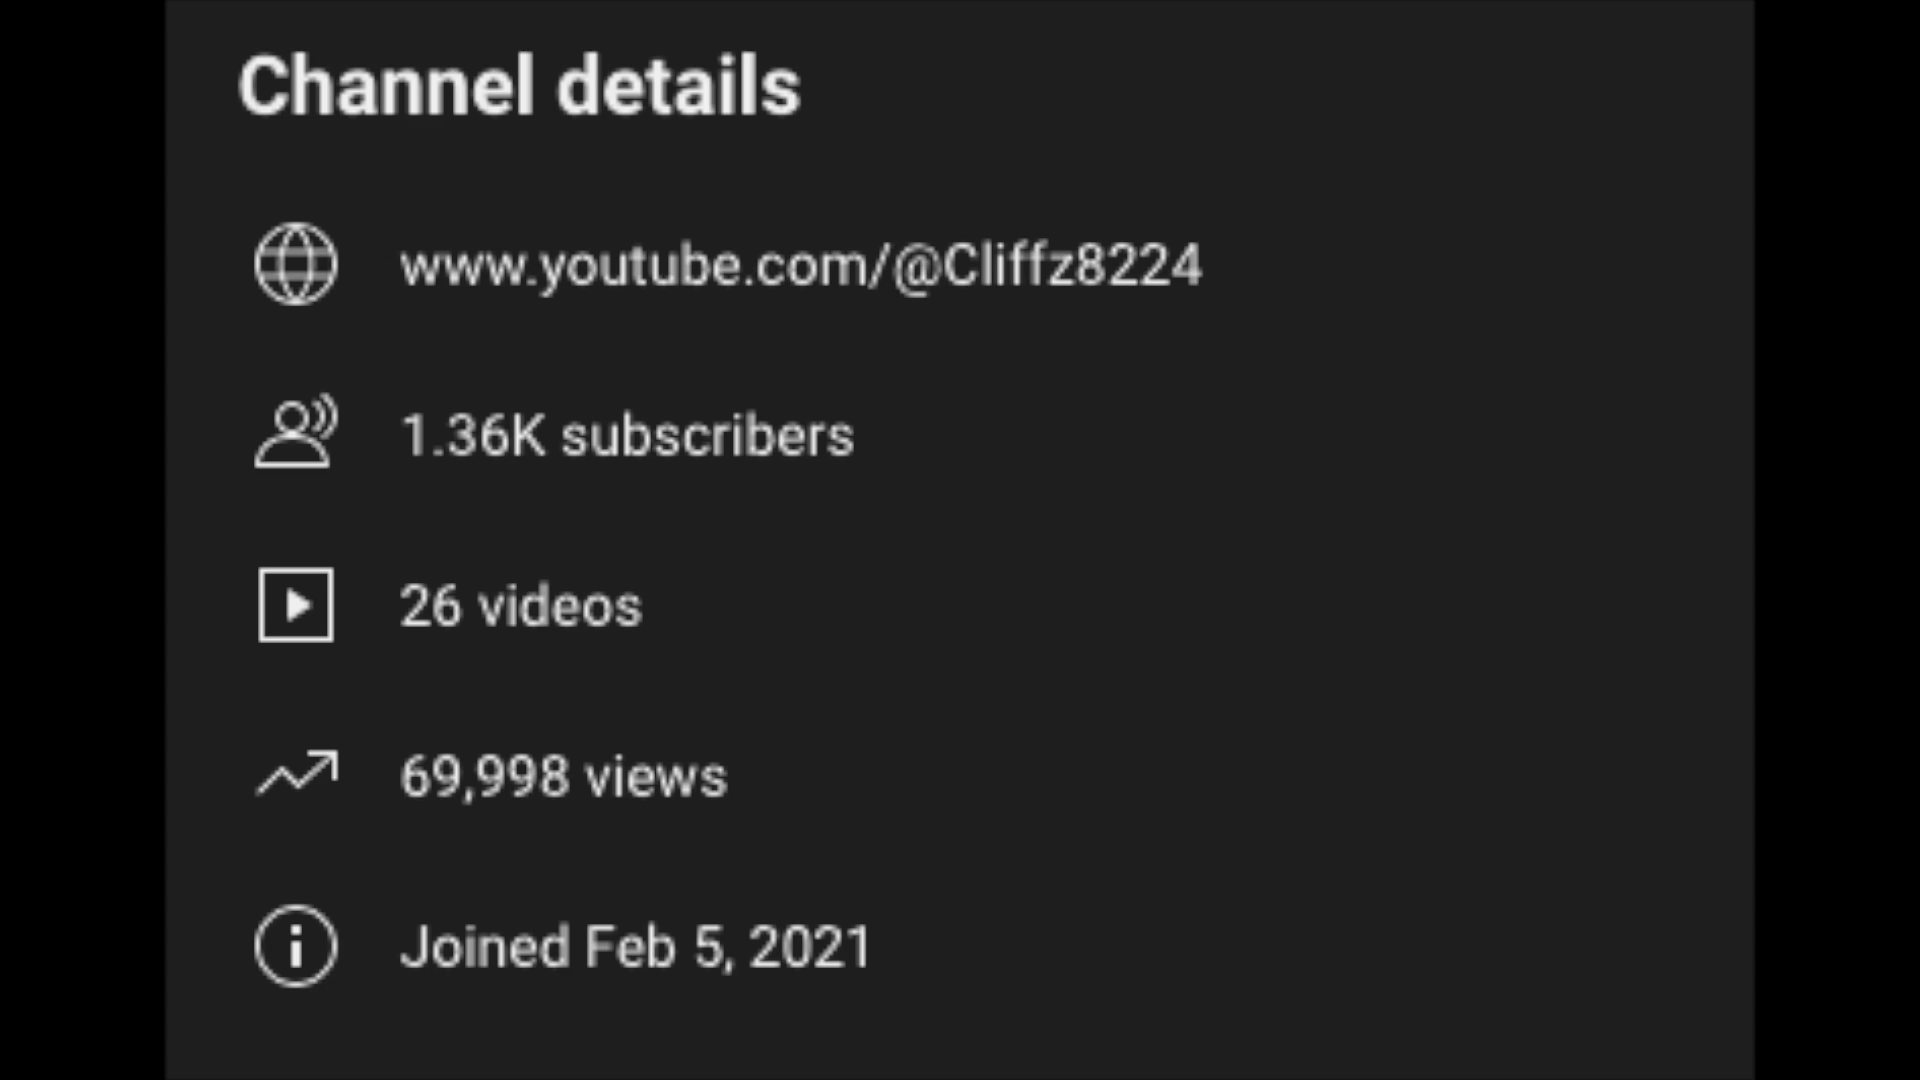 Channel details
www.youtube.com/@Cliffz8224
1.36K subscribers
26 videos
69,998 views
Joined Feb 5, 2021